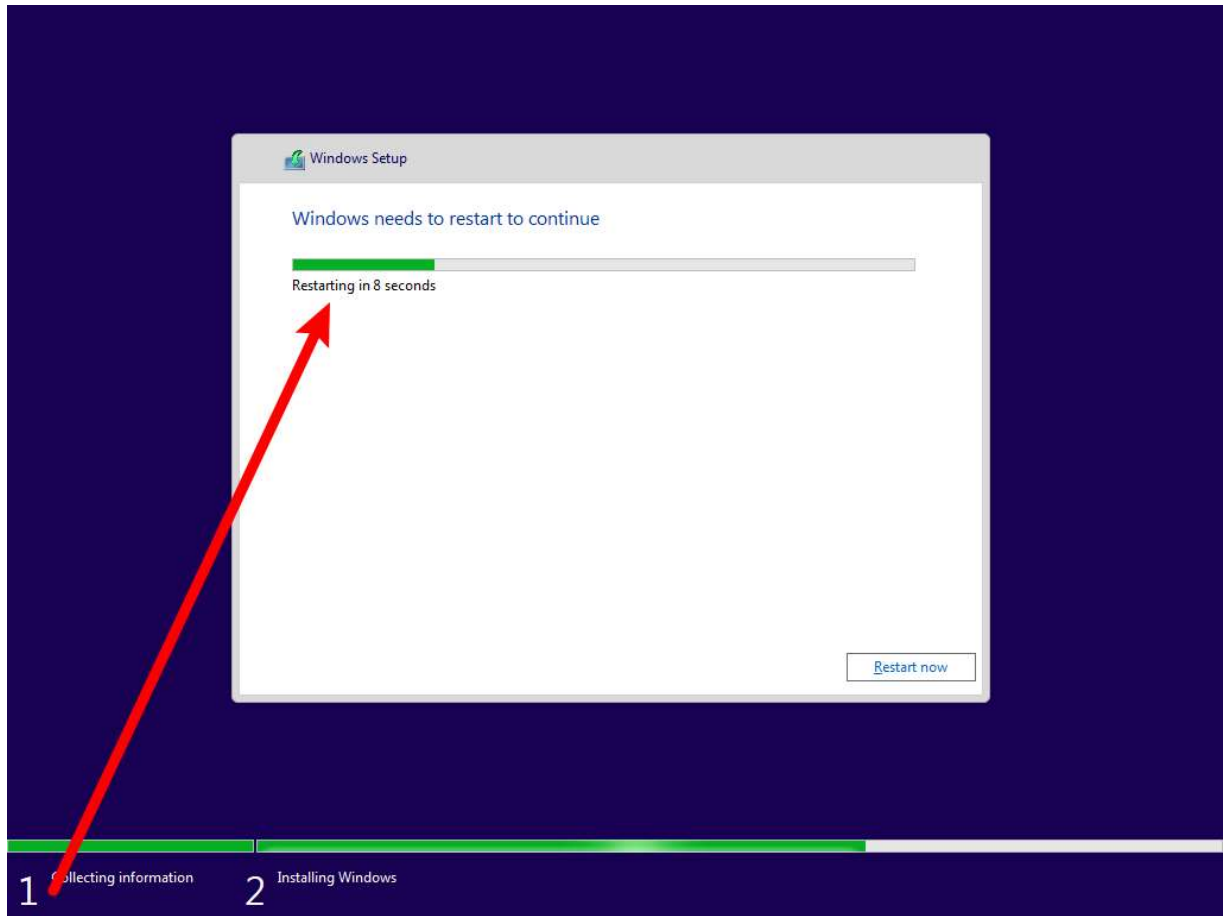 Windows Setup
Windows needs to restart to continue
Restarting in 8 seconds
Restart now
1 Collecting information
2 Installing Windows